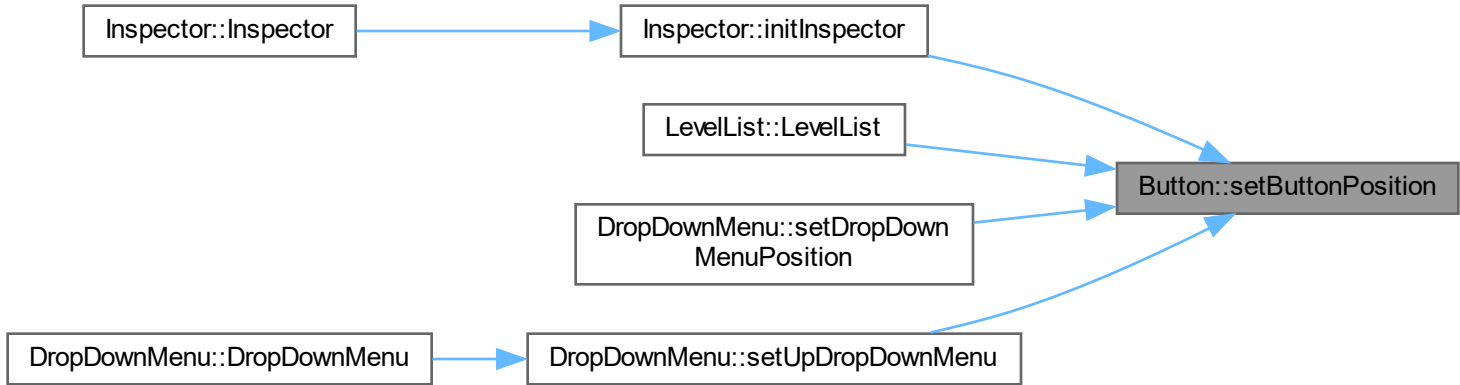 Inspector::Inspector
Inspector::initInspector
LevelList::LevelList
Button::setButtonPosition
DropDownMenu::setDropDown
MenuPosition
DropDownMenu::DropDownMenu
DropDownMenu::setUpDropDownMenu